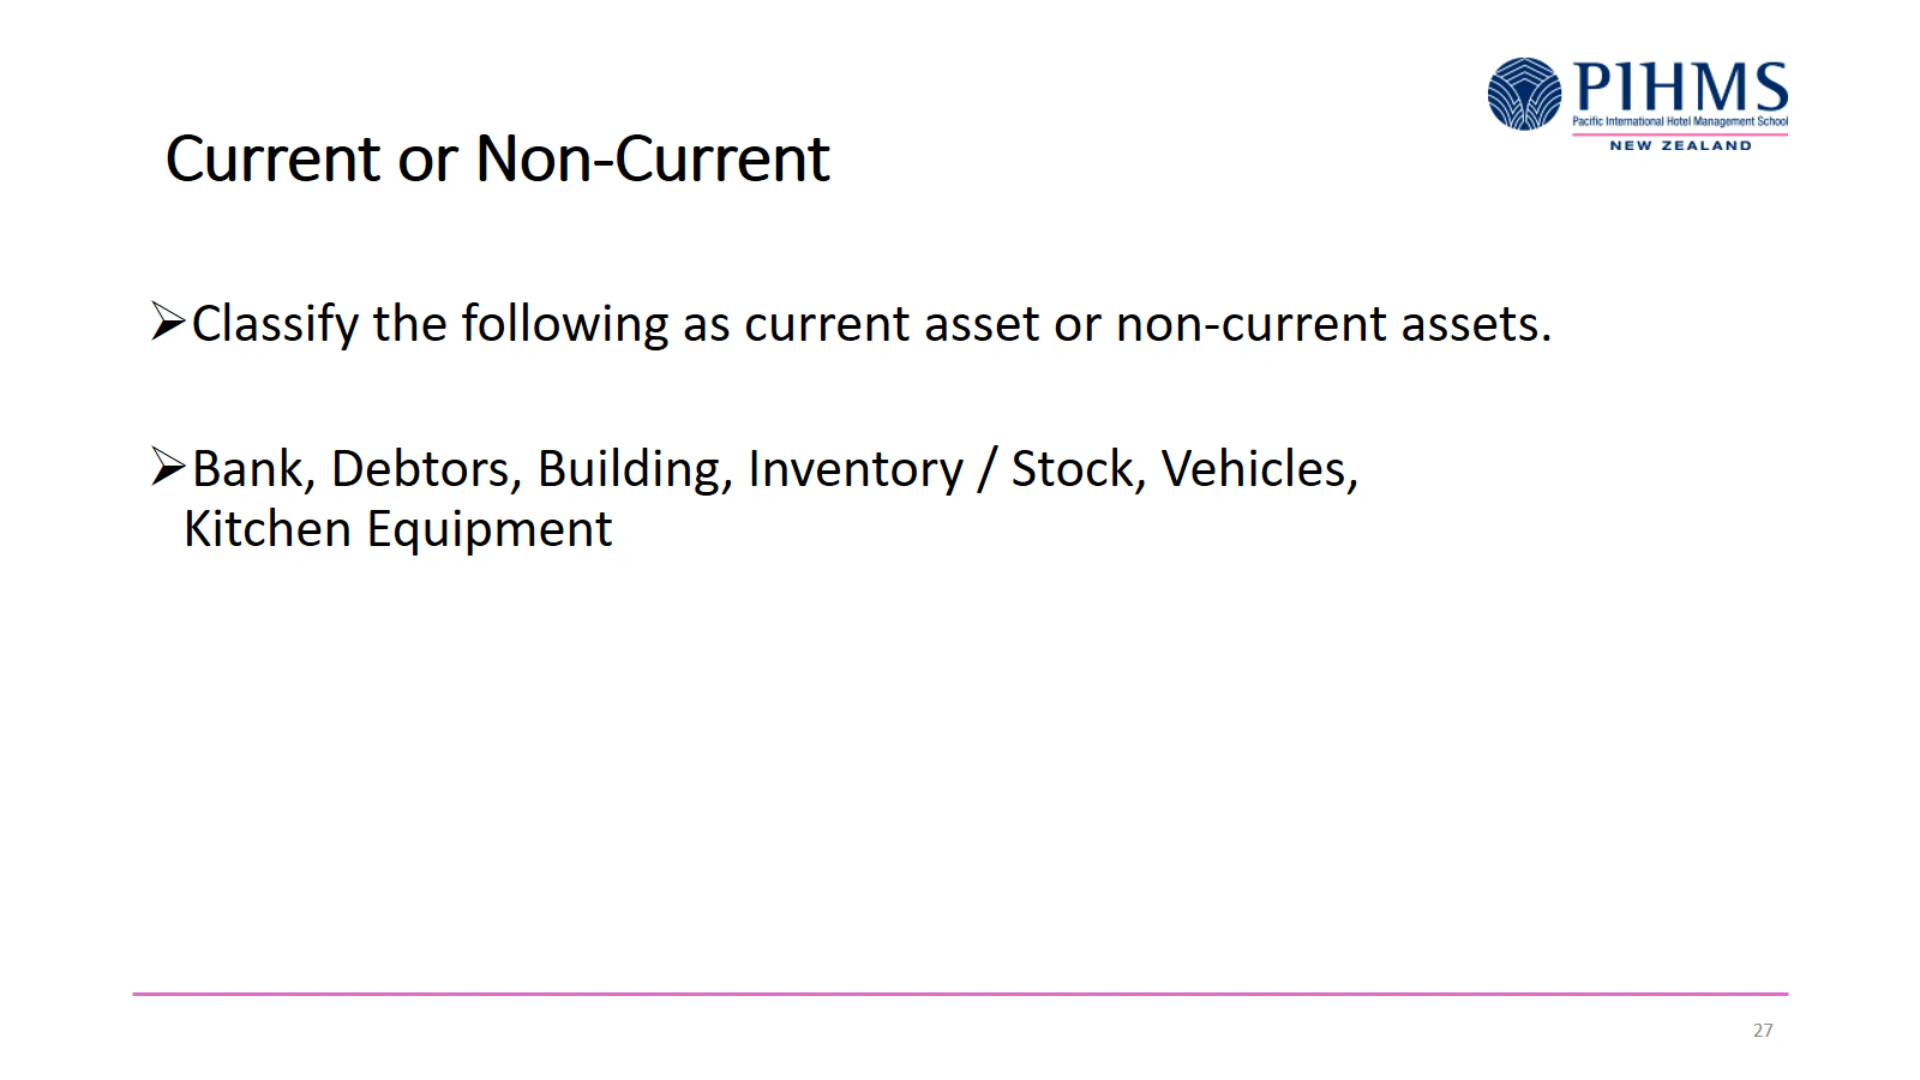 PIHMS
Pacific International Hotel Management School
NEW ZEALAND
Current or Non-Current
➢Classify the following as current asset or non-current assets.
➢Bank, Debtors, Building, Inventory / Stock, Vehicles,
Kitchen Equipment
27